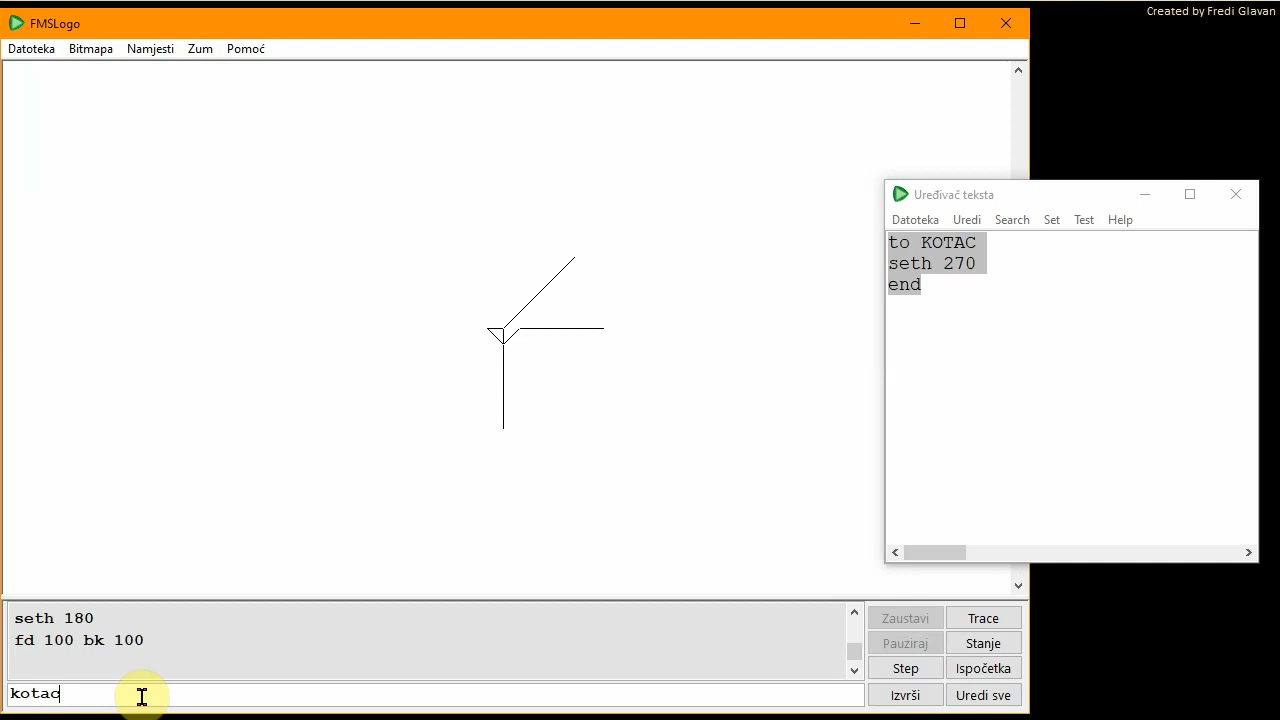 Created by Fredi Glavan
FMSLogo
Datoteka Bitmapa Namjesti Zum Pomoć
Uređivač teksta
Datoteka Uredi Search Set Test Help
to KOTAC
seth 270
end
seth 180
fd 100 bk 100
kotac
Zaustavi Trace
Pauziraj Stanje
Step Ispočetka
Izvrši Uredi sve